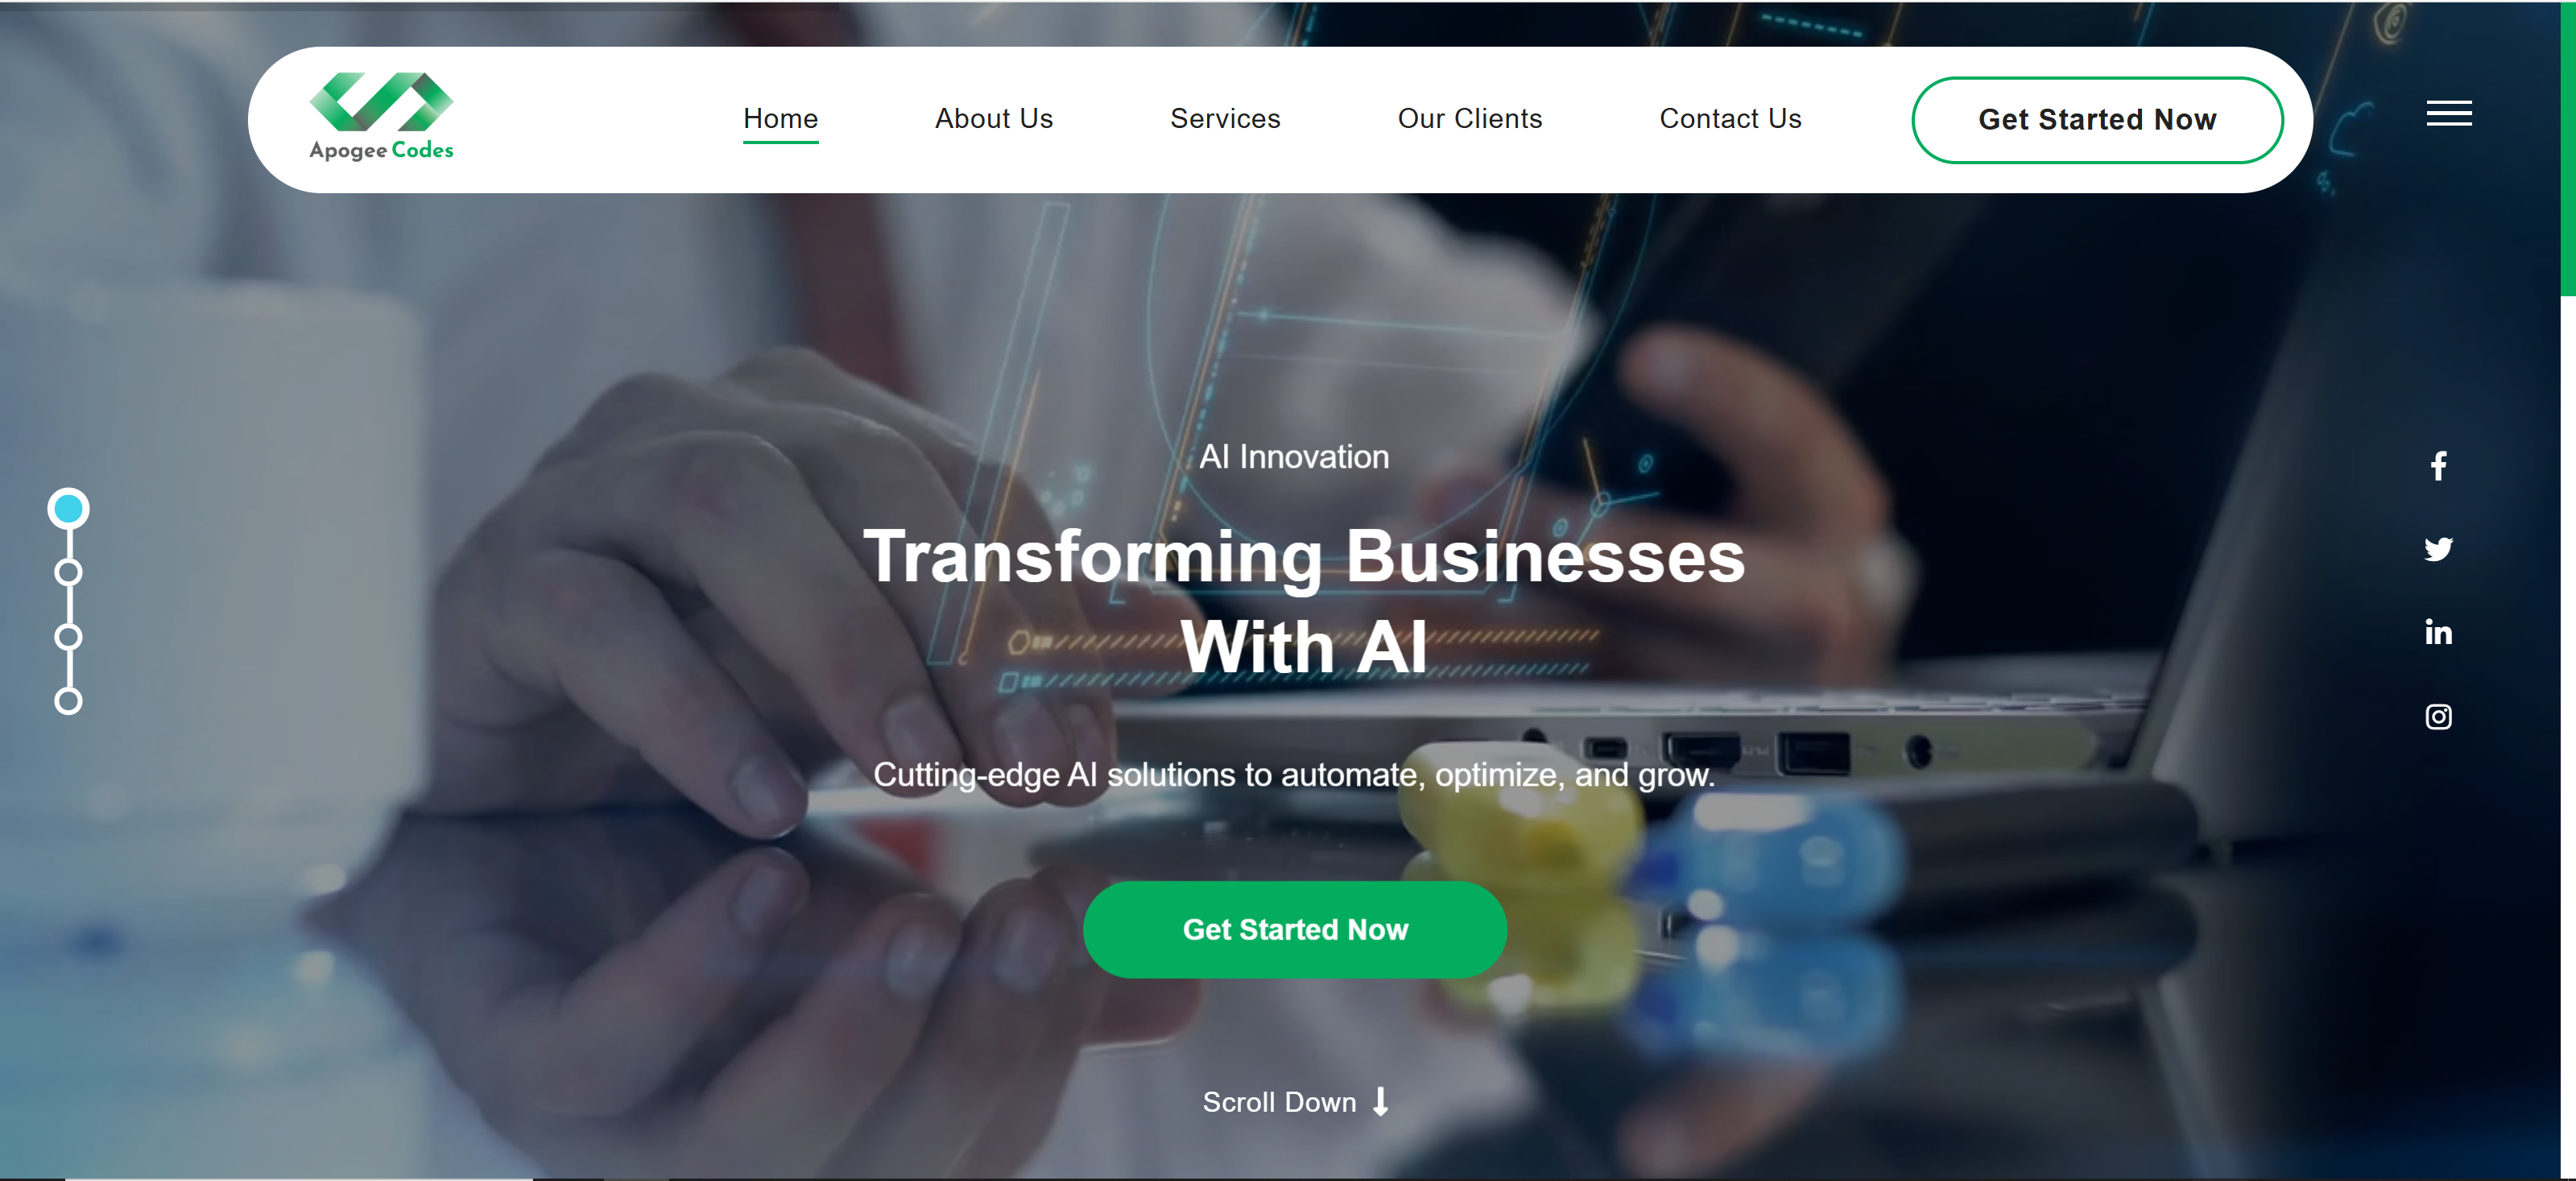 Apogee Codes
Home
About Us
Services
Our Clients
Contact Us
Get Started Now
AI Innovation
Transforming Businesses
With AI
Cutting-edge AI solutions to automate, optimize, and grow.
Get Started Now
Scroll Down